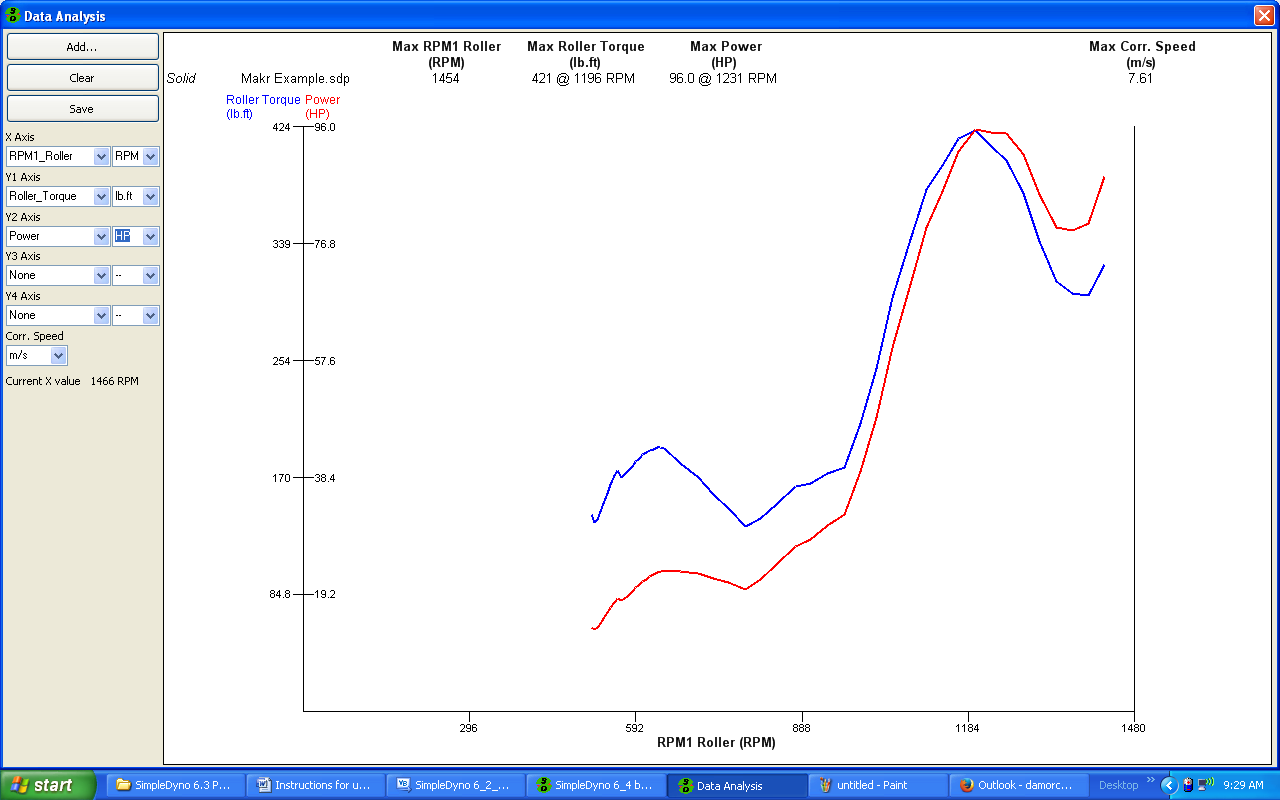 Data Analysis
Add...
Clear
Save
X Axis
RPM1_Roller RPM
Y1 Axis
Roller_Torque lb.ft
Y2 Axis
Power HP
Y3 Axis
None --
Y4 Axis
None --
Corr. Speed
m/s
Current X value 1466 RPM
Max RPM1 Roller Max Roller Torque Max Power Max Corr. Speed
(RPM) (lb.ft) (HP) (m/s)
Solid Makr Example.sdp 1454 421 @ 1196 RPM 96.0 @ 1231 RPM 7.61
Roller Torque Power
(lb.ft) (HP)
424 96.0
339 76.8
254 57.6
170 38.4
84.8 19.2
296 592 888 1184 1480
RPM1 Roller (RPM)
start SimpleDyno 6.3 P... Instructions for u... SimpleDyno 6_2_... SimpleDyno 6_4 b... Data Analysis untitled - Paint Outlook - damorc... Desktop 9:29 AM